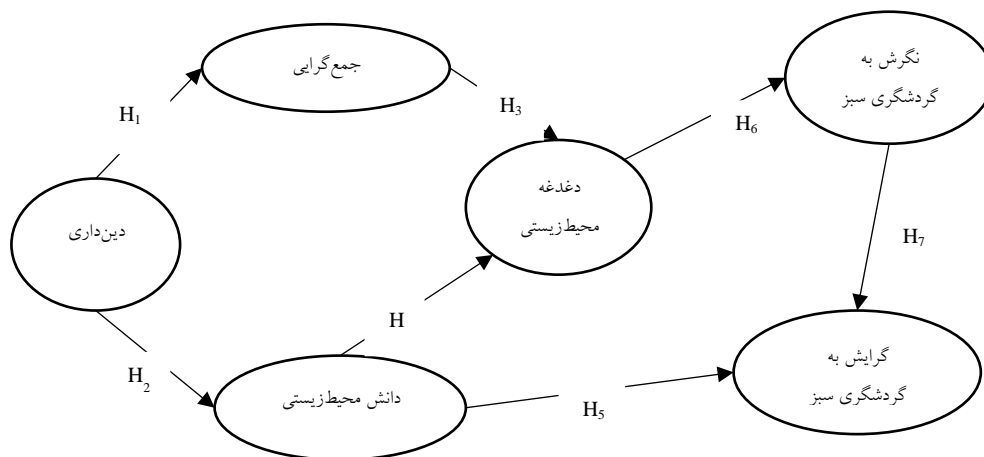 جمع‌گرایی
نگرش به
گردشگری سبز
H1
H3
H6
دغدغه
محیط‌زیستی
دین‌داری
H7
H
H2
دانش محیط‌زیستی
H5
گرایش به
گردشگری سبز